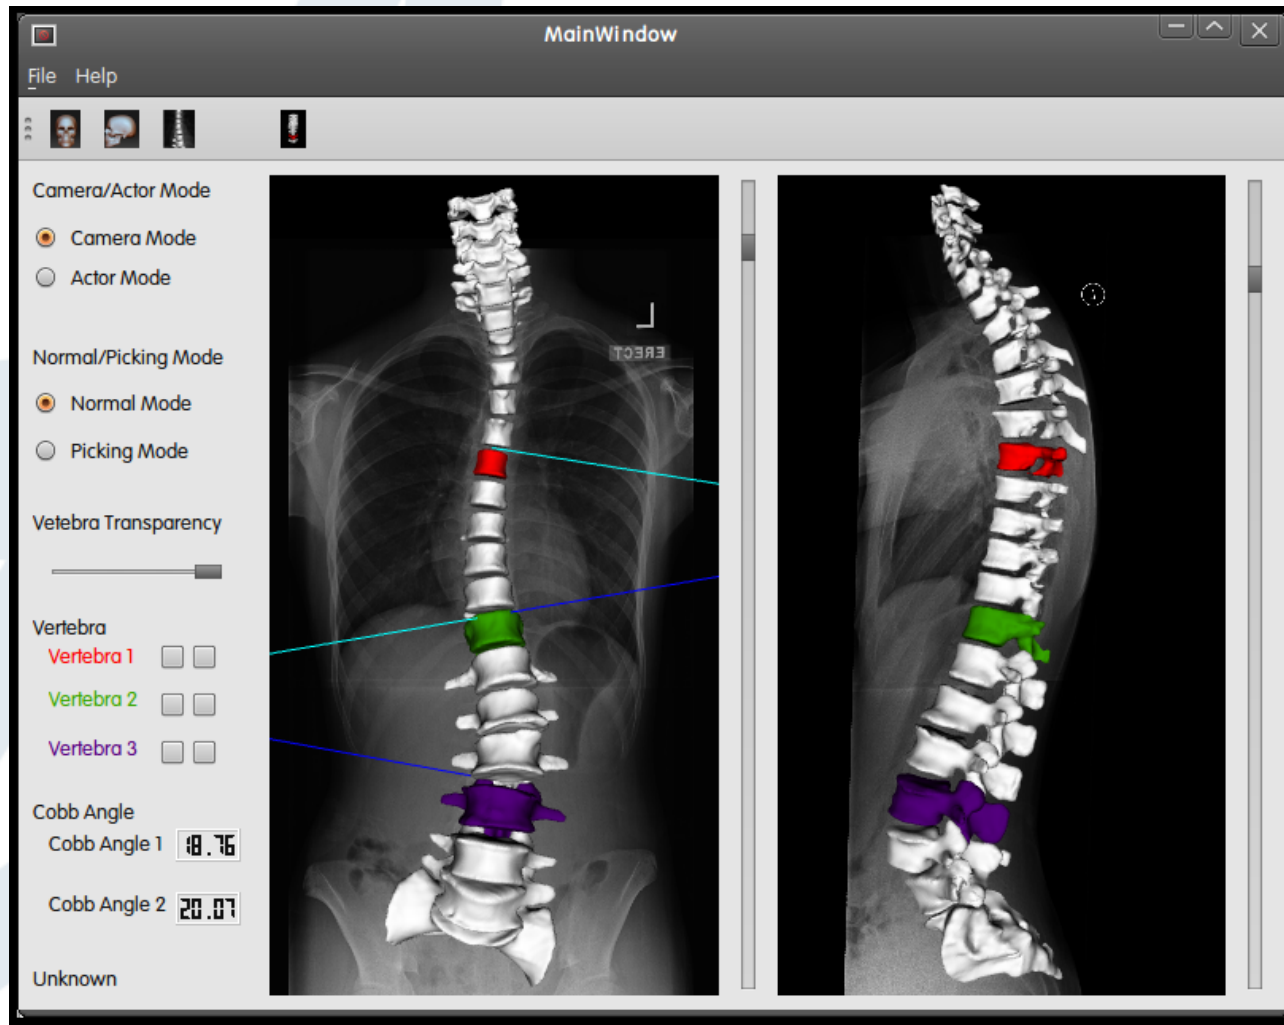 MainWindow
File Help
Camera/Actor Mode
Camera Mode
Actor Mode
Normal/Picking Mode
Normal Mode
Picking Mode
Vetebra Transparency
Vertebra
Vertebra 1
Vertebra 2
Vertebra 3
Cobb Angle
Cobb Angle 1 18.76
Cobb Angle 2 20.07
Unknown
ERECT